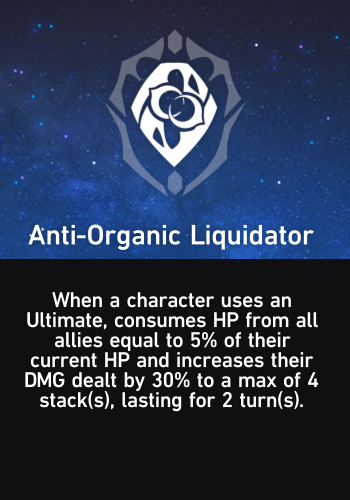 Anti-Organic Liquidator
When a character uses an
Ultimate, consumes HP from all
allies equal to 5% of their
current HP and increases their
DMG dealt by 30% to a max of 4
stack(s), lasting for 2 turn(s).